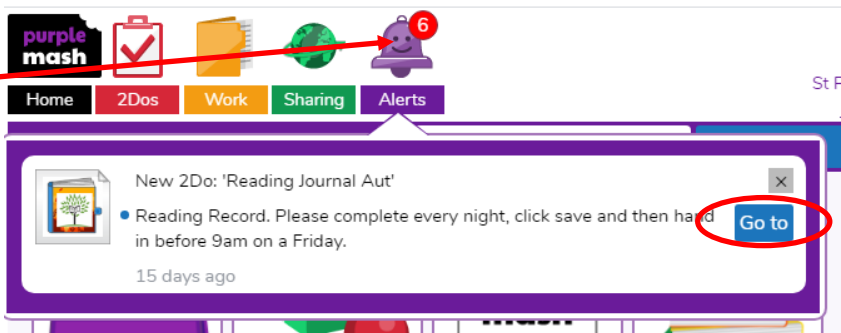 purple
mash
6
Home 2Dos Work Sharing Alerts
St
New 2Do: 'Reading Journal Aut'
Reading Record. Please complete every night, click save and then hand
in before 9am on a Friday.
15 days ago
×
Go to